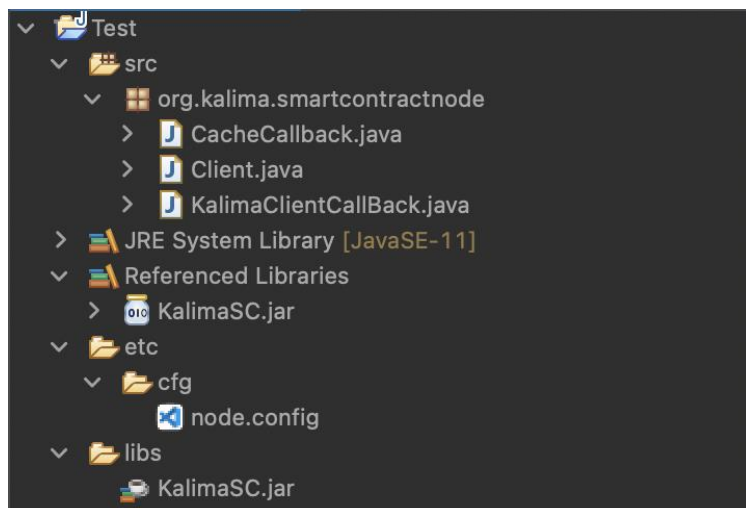 Test
src
org.kalima.smartcontractnode
CacheCallback.java
Client.java
KalimaClientCallBack.java
JRE System Library [JavaSE-11]
Referenced Libraries
KalimaSC.jar
etc
cfg
node.config
libs
KalimaSC.jar